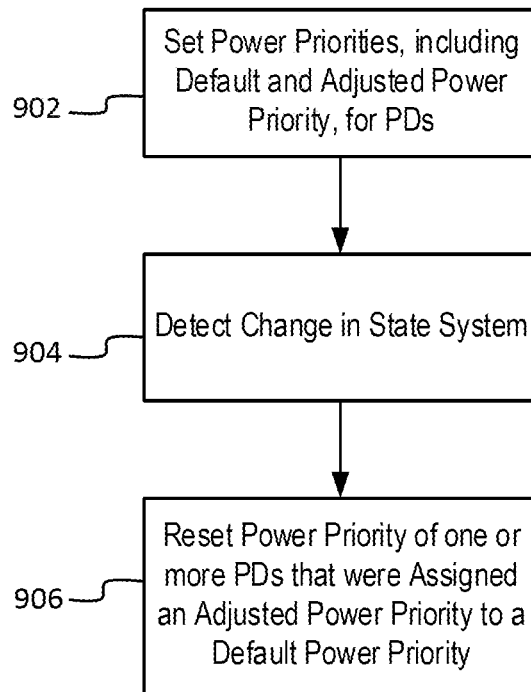 Set Power Priorities, including
Default and Adjusted Power
Priority, for PDs
902
Detect Change in State System
904
Reset Power Priority of one or
more PDs that were Assigned
an Adjusted Power Priority to a
Default Power Priority
906